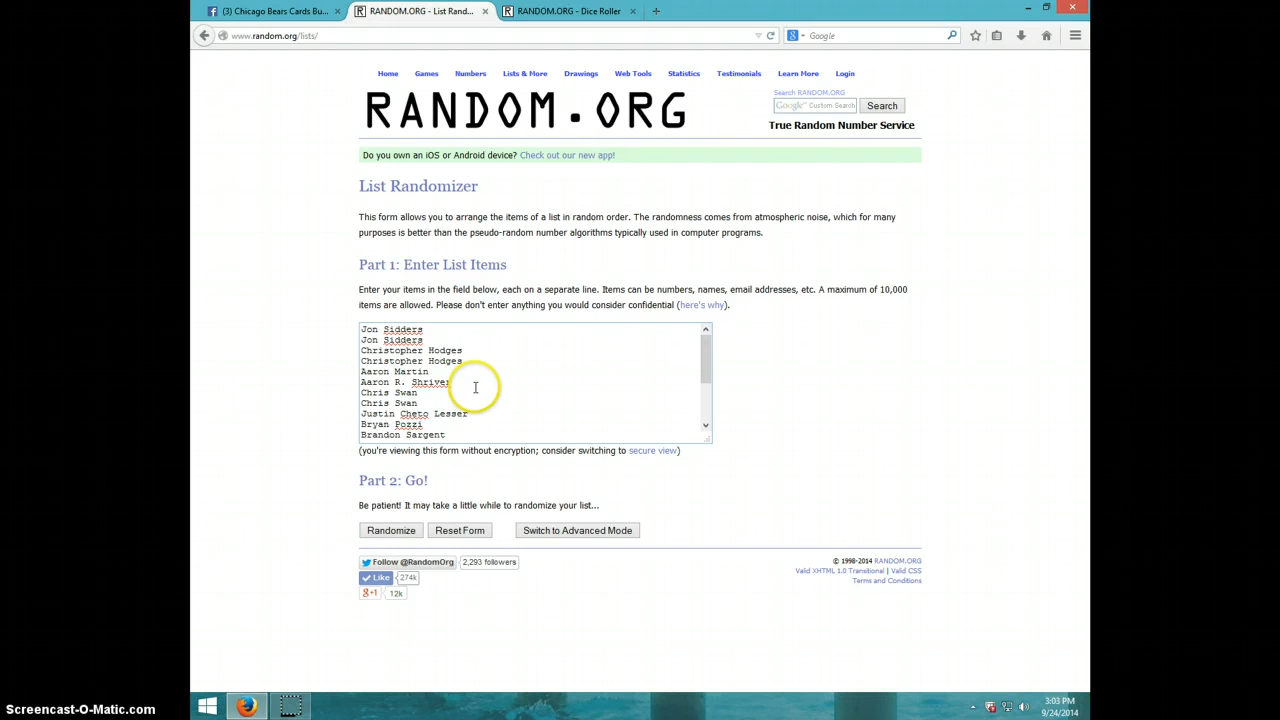 (3) Chicago Bears Cards Bu...
RANDOM.ORG - List Rand...
RANDOM.ORG - Dice Roller
www.random.org/lists/
Google
Home Games Numbers Lists & More Drawings Web Tools Statistics Testimonials Learn More Login
RANDOM.ORG
Search RANDOM.ORG
Google™ Custom Search
Search
True Random Number Service
Do you own an iOS or Android device? Check out our new app!
List Randomizer
This form allows you to arrange the items of a list in random order. The randomness comes from atmospheric noise, which for many
purposes is better than the pseudo-random number algorithms typically used in computer programs.
Part 1: Enter List Items
Enter your items in the field below, each on a separate line. Items can be numbers, names, email addresses, etc. A maximum of 10,000
items are allowed. Please don't enter anything you would consider confidential (here's why).
Jon Sidders
Jon Sidders
Christopher Hodges
Christopher Hodges
Aaron Martin
Aaron R. Shriver
Chris Swan
Chris Swan
Justin Cheto Lesser
Bryan Pozzi
Brandon Sargent
(you're viewing this form without encryption; consider switching to secure view)
Part 2: Go!
Be patient! It may take a little while to randomize your list...
Randomize Reset Form Switch to Advanced Mode
Follow @RandomOrg 2,293 followers
Like 274k
g+1 12k
© 1998-2014 RANDOM.ORG
Valid XHTML 1.0 Transitional | Valid CSS
Terms and Conditions
Screencast-O-Matic.com
3:03 PM
9/24/2014